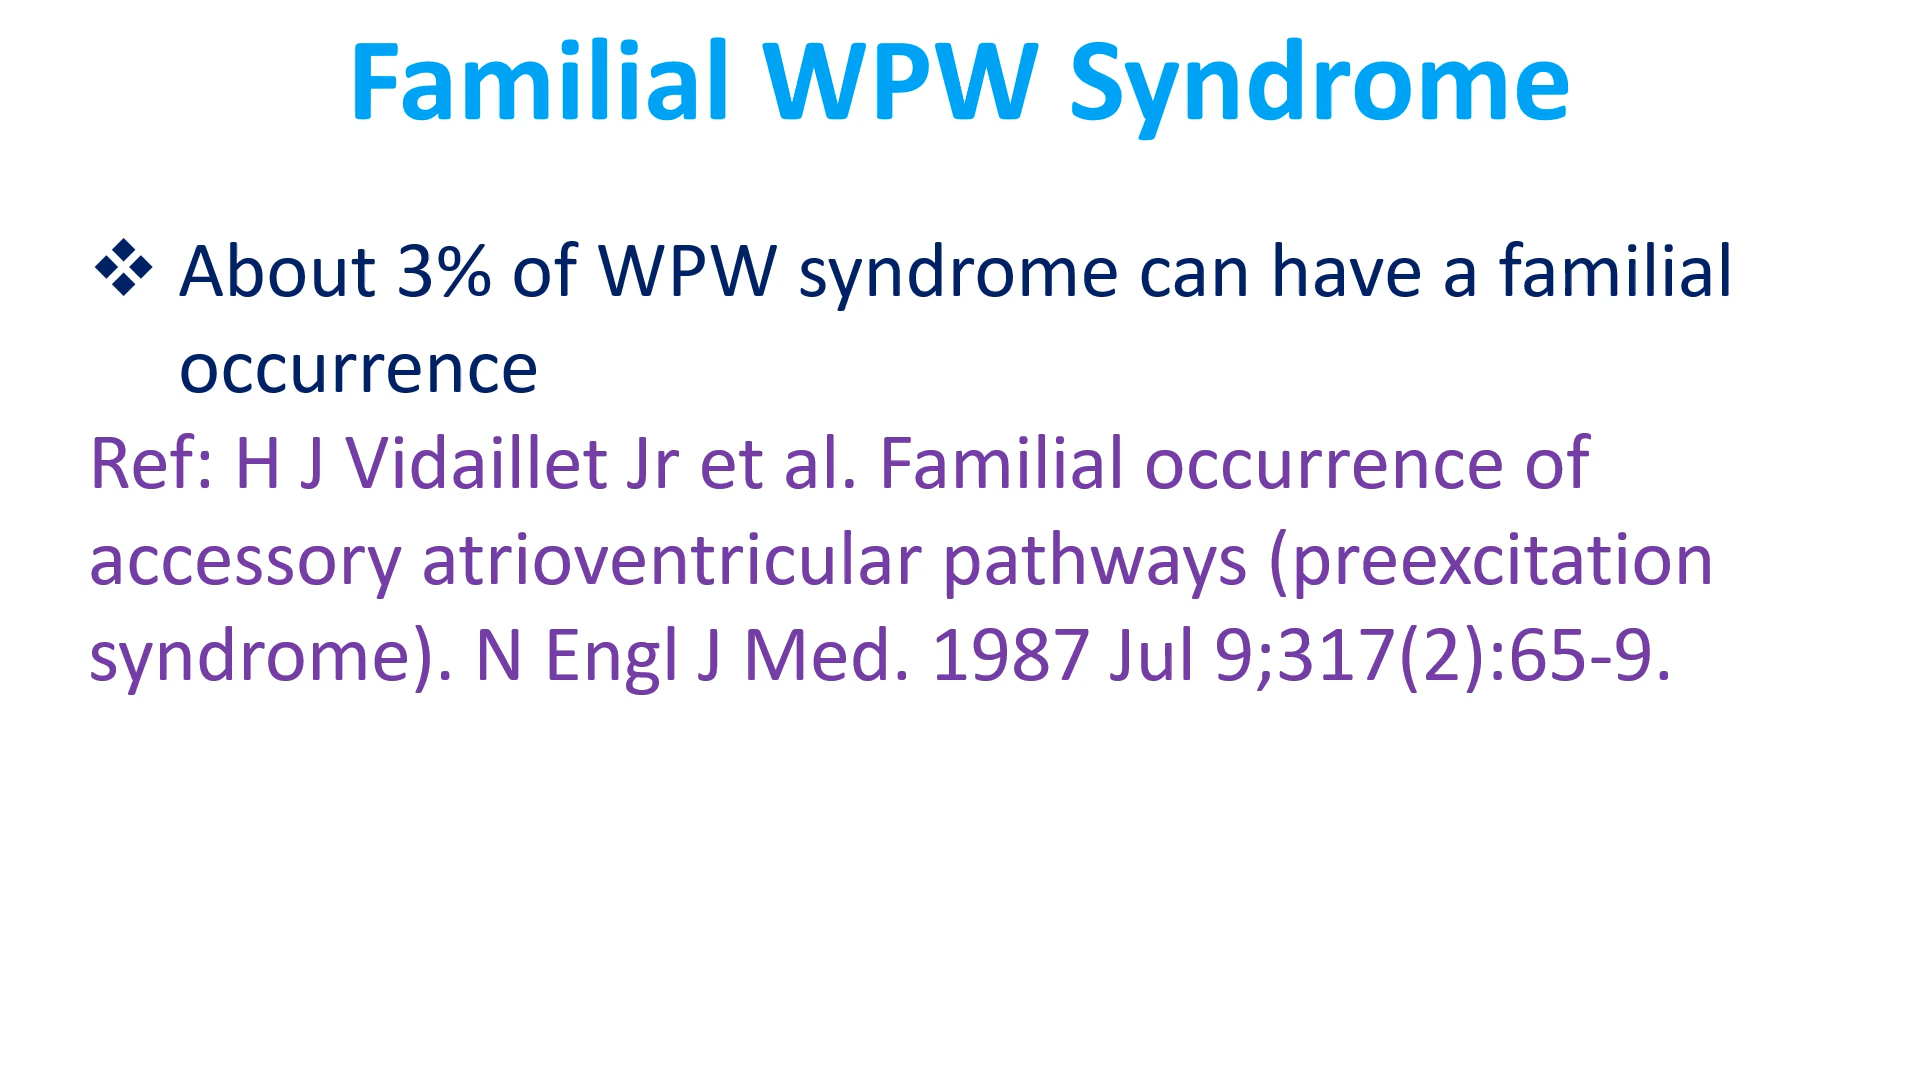 Familial WPW Syndrome
❖ About 3% of WPW syndrome can have a familial
occurrence
Ref: H J Vidaillet Jr et al. Familial occurrence of
accessory atrioventricular pathways (preexcitation
syndrome). N Engl J Med. 1987 Jul 9;317(2):65-9.